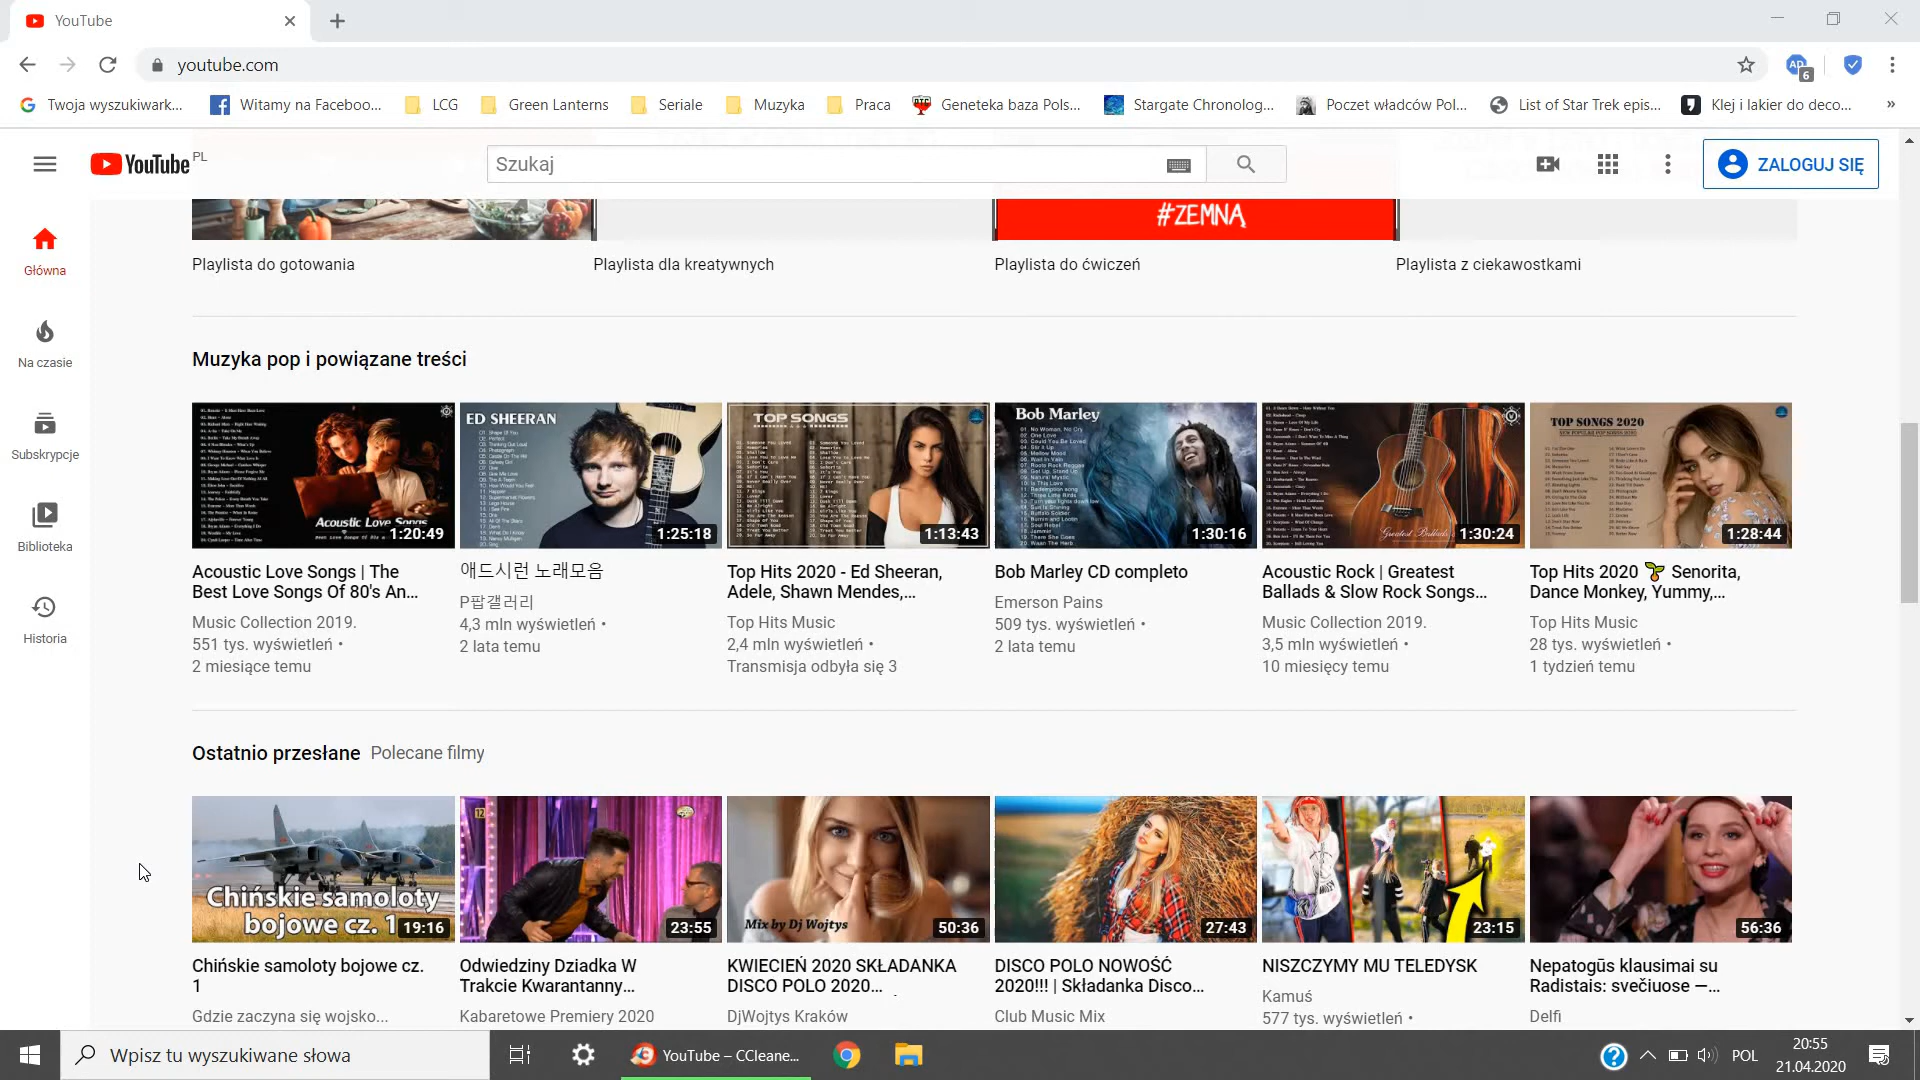 YouTube
youtube.com
6
Twoja wyszukiwark...
Witamy na Faceboo...
LCG
Green Lanterns
Seriale
Muzyka
Praca
Geneteka baza Pols...
Stargate Chronolog...
Poczet władców Pol...
List of Star Trek epis...
Klej i lakier do deco...
»
YouTube PL
Szukaj
ZALOGUJ SIĘ
Główna
Na czasie
Subskrypcje
Biblioteka
Historia
#ZEMNĄ
Playlista do gotowania
Playlista dla kreatywnych
Playlista do ćwiczeń
Playlista z ciekawostkami
Muzyka pop i powiązane treści
Acoustic Love Songs
1:20:49
Acoustic Love Songs | The
Best Love Songs Of 80's An...
Music Collection 2019.
551 tys. wyświetleń •
2 miesiące temu
ED SHEERAN
1:25:18
애드시런 노래모음
P팝갤러리
4,3 mln wyświetleń •
2 lata temu
TOP SONGS
1:13:43
Top Hits 2020 - Ed Sheeran,
Adele, Shawn Mendes,...
Top Hits Music
2,4 mln wyświetleń •
Transmisja odbyła się 3
Bob Marley
1:30:16
Bob Marley CD completo
Emerson Pains
509 tys. wyświetleń •
2 lata temu
Greatest Ballads
1:30:24
Acoustic Rock | Greatest
Ballads & Slow Rock Songs...
Music Collection 2019.
3,5 mln wyświetleń •
10 miesięcy temu
TOP SONGS 2020
1:28:44
Top Hits 2020 🌱 Senorita,
Dance Monkey, Yummy,...
Top Hits Music
28 tys. wyświetleń •
1 tydzień temu
Ostatnio przesłane Polecane filmy
Chińskie samoloty
bojowe cz. 1
19:16
Chińskie samoloty bojowe cz.
1
Gdzie zaczyna się wojsko...
12
23:55
Odwiedziny Dziadka W
Trakcie Kwarantanny...
Kabaretowe Premiery 2020
Mix by Dj Wojtys
50:36
KWIECIEŃ 2020 SKŁADANKA
DISCO POLO 2020...
DjWojtys Kraków
27:43
DISCO POLO NOWOŚĆ
2020!!! | Składanka Disco...
Club Music Mix
23:15
NISZCZYMY MU TELEDYSK
Kamuś
577 tys. wyświetleń •
56:36
Nepatogūs klausimai su
Radistais: svečiuose —...
Delfi
Wpisz tu wyszukiwane słowa
YouTube – CCleane...
POL
20:55
21.04.2020